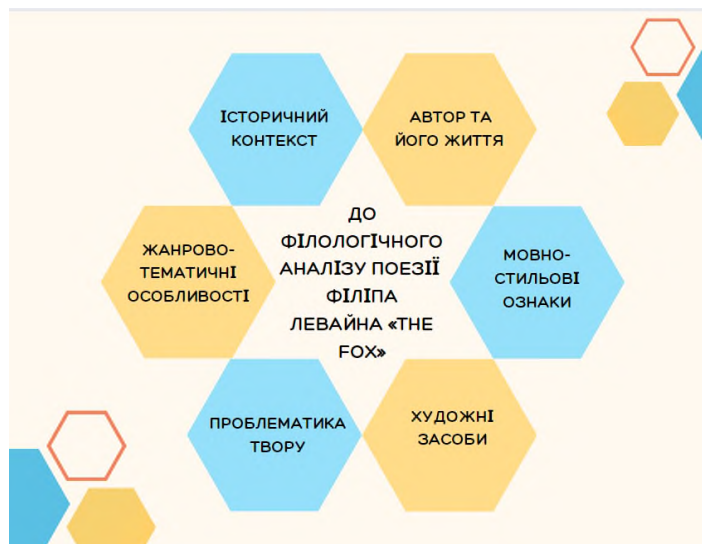 ІСТОРИЧНИЙ
КОНТЕКСТ
АВТОР ТА
ЙОГО ЖИТТЯ
ЖАНРОВО-
ТЕМАТИЧНІ
ОСОБЛИВОСТІ
ДО
ФІЛОЛОГІЧНОГО
АНАЛІЗУ ПОЕЗІЇ
ФІЛІПА
ЛЕВАЙНА «THE
FOX»
МОВНО-
СТИЛЬОВІ
ОЗНАКИ
ПРОБЛЕМАТИКА
ТВОРУ
ХУДОЖНІ
ЗАСОБИ